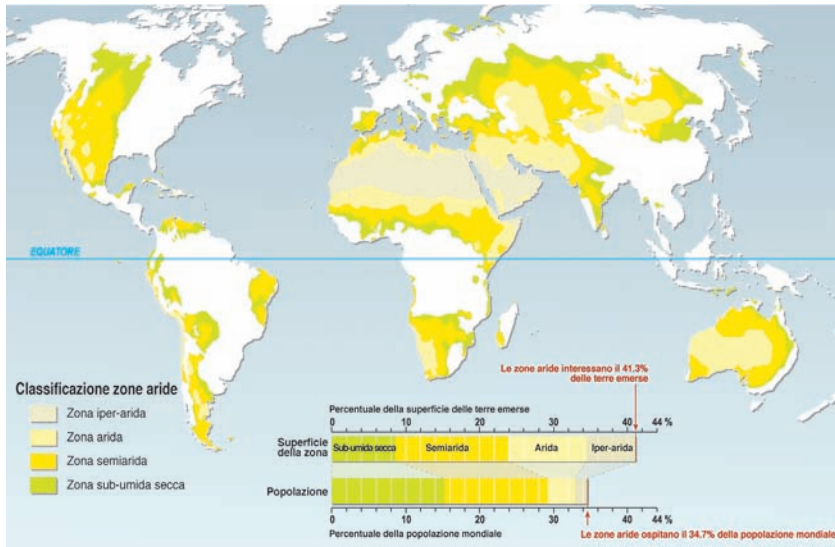 EQUATORE
Classificazione zone aride
Zona iper-arida
Zona arida
Zona semiarida
Zona sub-umida secca
Le zone aride interessano il 41.3%
delle terre emerse
Percentuale della superficie delle terre emerse
0 10 20 30 44 %
Superficie
della zona
Sub-umida secca Semiarida Arida Iper-arida
Popolazione
0 10 20 30 44 %
Percentuale della popolazione mondiale
Le zone aride ospitano il 34.7% della popolazione mondiale